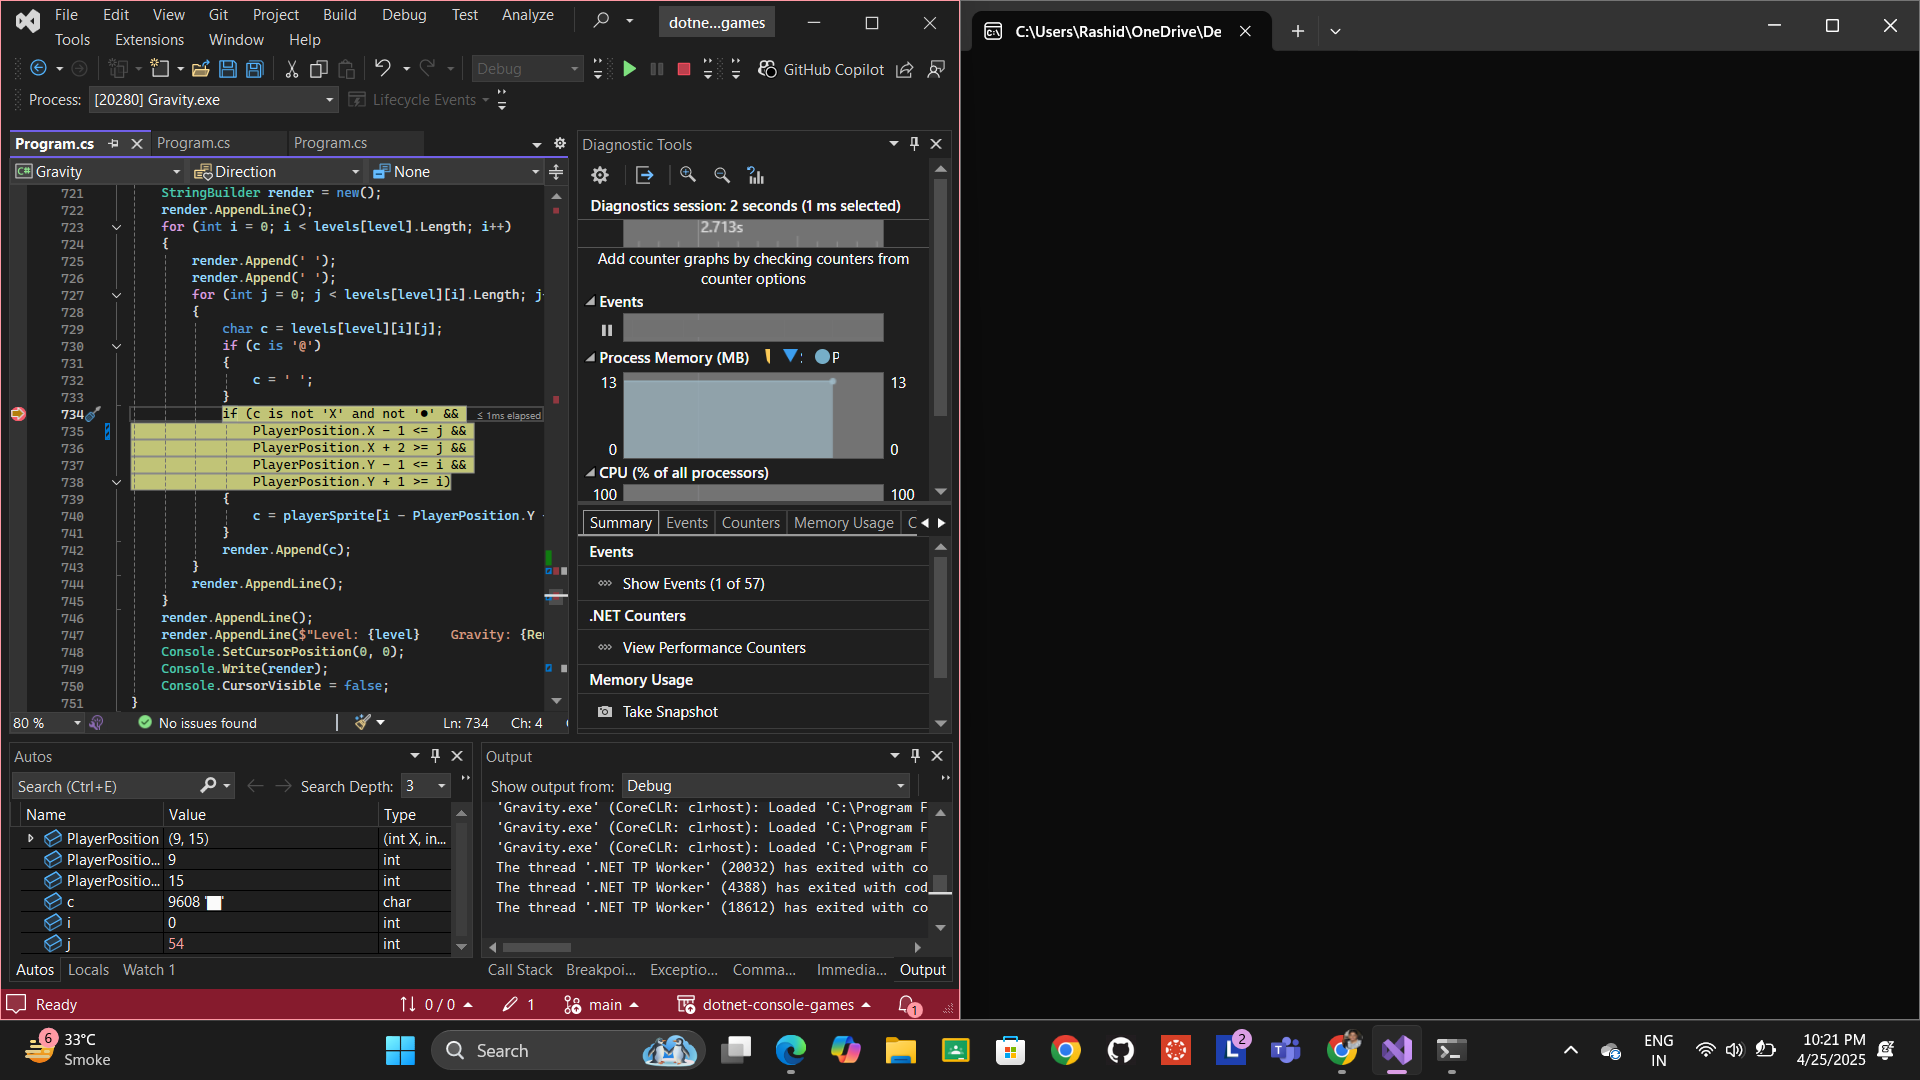 File Edit View Git Project Build Debug Test Analyze
dotne...games
Tools Extensions Window Help
Debug
GitHub Copilot
Process: [20280] Gravity.exe
Lifecycle Events
Program.cs
Program.cs
Program.cs
C# Gravity
Direction
None
721 StringBuilder render = new();
722 render.AppendLine();
723 for (int i = 0; i < levels[level].Length; i++)
724 {
725 render.Append(' ');
726 render.Append(' ');
727 for (int j = 0; j < levels[level][i].Length; j
728 {
729 char c = levels[level][i][j];
730 if (c is '@')
731 {
732 c = ' ';
733 }
734 if (c is not 'X' and not '●' && ≤ 1ms elapsed
735 PlayerPosition.X - 1 <= j &&
736 PlayerPosition.X + 2 >= j &&
737 PlayerPosition.Y - 1 <= i &&
738 PlayerPosition.Y + 1 >= i)
739 {
740 c = playerSprite[i - PlayerPosition.Y
741 }
742 render.Append(c);
743 }
744 render.AppendLine();
745 }
746 render.AppendLine();
747 render.AppendLine($"Level: {level} Gravity: {Re
748 Console.SetCursorPosition(0, 0);
749 Console.Write(render);
750 Console.CursorVisible = false;
751 }
80 % No issues found Ln: 734 Ch: 4
Diagnostic Tools
Diagnostics session: 2 seconds (1 ms selected)
2.713s
Add counter graphs by checking counters from
counter options
Events
Process Memory (MB) P
13 13
0 0
CPU (% of all processors)
100 100
Summary Events Counters Memory Usage C
Events
Show Events (1 of 57)
.NET Counters
View Performance Counters
Memory Usage
Take Snapshot
Autos
Search (Ctrl+E) Search Depth: 3
Name Value Type
PlayerPosition (9, 15) (int X, in...
PlayerPositio... 9 int
PlayerPositio... 15 int
c 9608 '█' char
i 0 int
j 54 int
Autos Locals Watch 1
Output
Show output from: Debug
'Gravity.exe' (CoreCLR: clrhost): Loaded 'C:\Program F
'Gravity.exe' (CoreCLR: clrhost): Loaded 'C:\Program F
'Gravity.exe' (CoreCLR: clrhost): Loaded 'C:\Program F
The thread '.NET TP Worker' (20032) has exited with co
The thread '.NET TP Worker' (4388) has exited with cod
The thread '.NET TP Worker' (18612) has exited with co
Call Stack Breakpoi... Exceptio... Comma... Immedia... Output
Ready 0 / 0 1 main dotnet-console-games 1
C:\Users\Rashid\OneDrive\De
6
33°C
Smoke
Search
2
ENG
IN
10:21 PM
4/25/2025